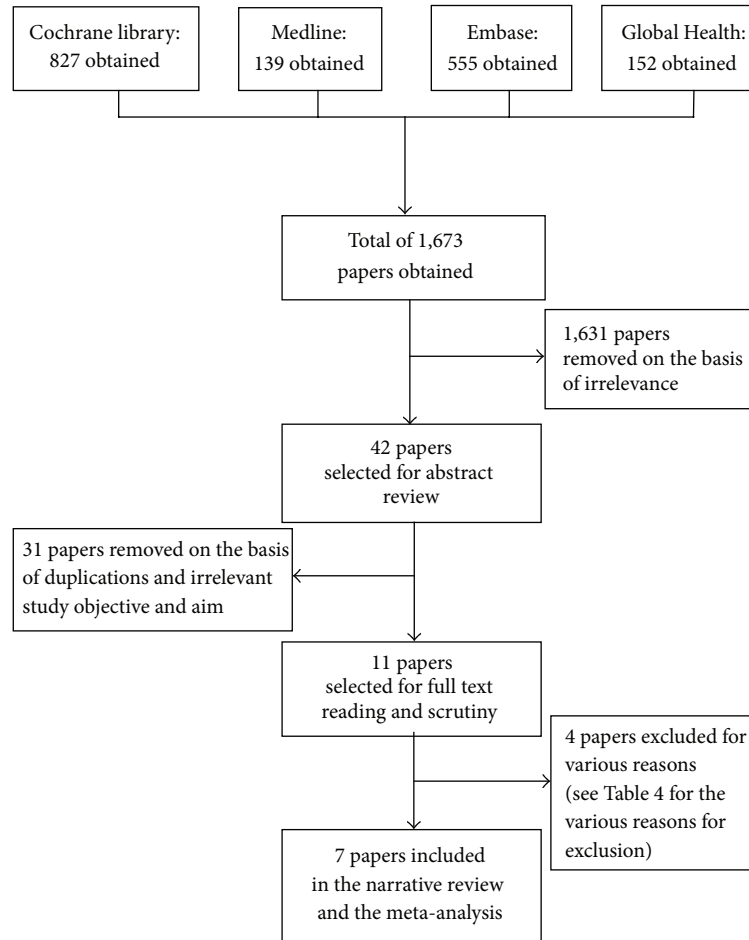 Cochrane library:
827 obtained
Medline:
139 obtained
Embase:
555 obtained
Global Health:
152 obtained
Total of 1,673
papers obtained
1,631 papers
removed on the basis
of irrelevance
42 papers
selected for abstract
review
31 papers removed on the basis
of duplications and irrelevant
study objective and aim
11 papers
selected for full text
reading and scrutiny
4 papers excluded for
various reasons
(see Table 4 for the
various reasons for
exclusion)
7 papers included
in the narrative review
and the meta-analysis